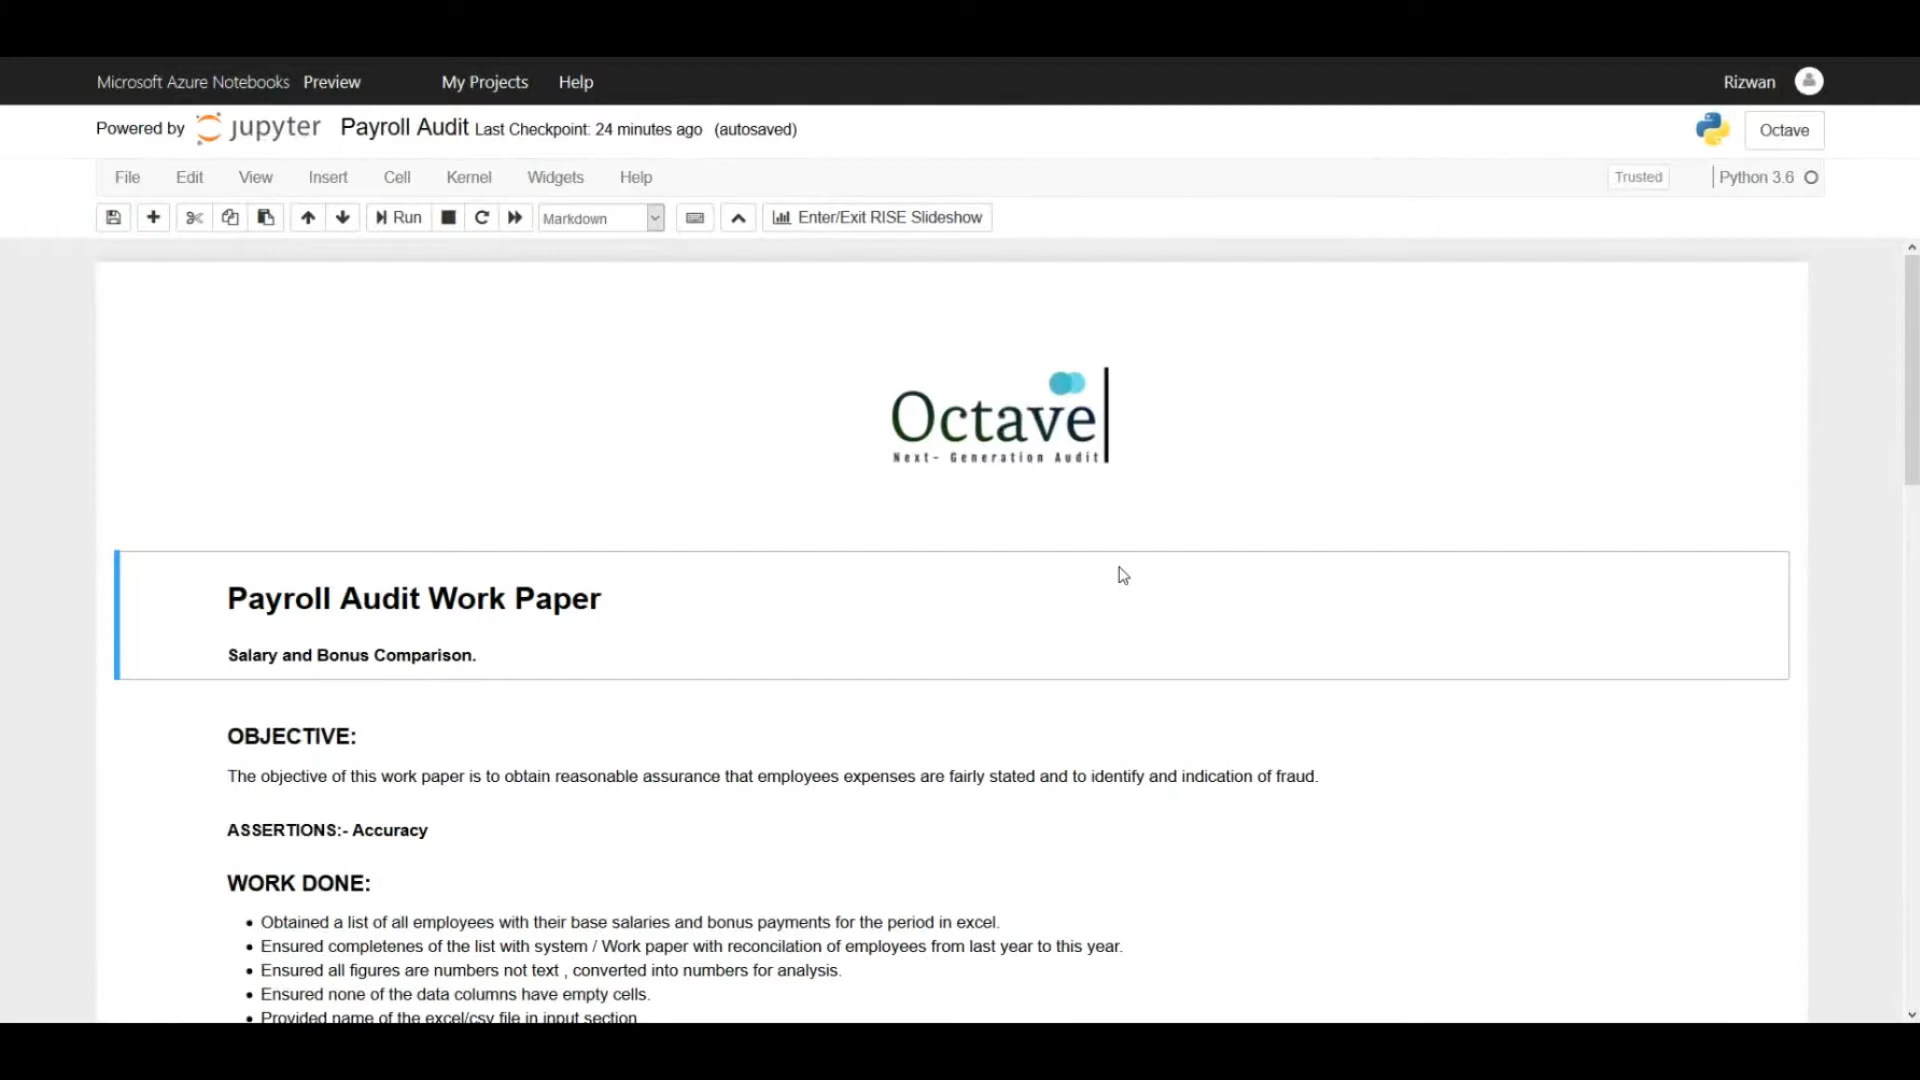 Microsoft Azure Notebooks Preview My Projects Help Rizwan
Powered by jupyter Payroll Audit Last Checkpoint: 24 minutes ago (autosaved) Octave
File Edit View Insert Cell Kernel Widgets Help Trusted Python 3.6
Run Markdown Enter/Exit RISE Slideshow
Octave
Next- Generation Audit
Payroll Audit Work Paper
Salary and Bonus Comparison.
OBJECTIVE:
The objective of this work paper is to obtain reasonable assurance that employees expenses are fairly stated and to identify and indication of fraud.
ASSERTIONS:- Accuracy
WORK DONE:
• Obtained a list of all employees with their base salaries and bonus payments for the period in excel.
• Ensured completenes of the list with system / Work paper with reconcilation of employees from last year to this year.
• Ensured all figures are numbers not text , converted into numbers for analysis.
• Ensured none of the data columns have empty cells.
• Provided name of the excel/csv file in input section